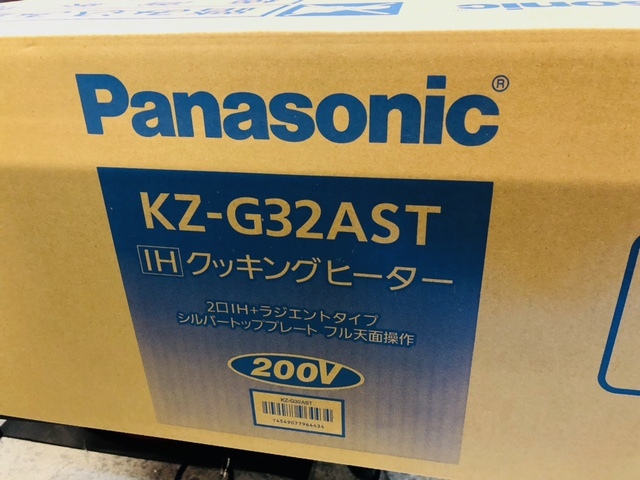 Panasonic®
KZ-G32AST
IH クッキングヒーター
2口IH+ラジエントタイプ
シルバートッププレート フル天面操作
200V
KZ-G32AST